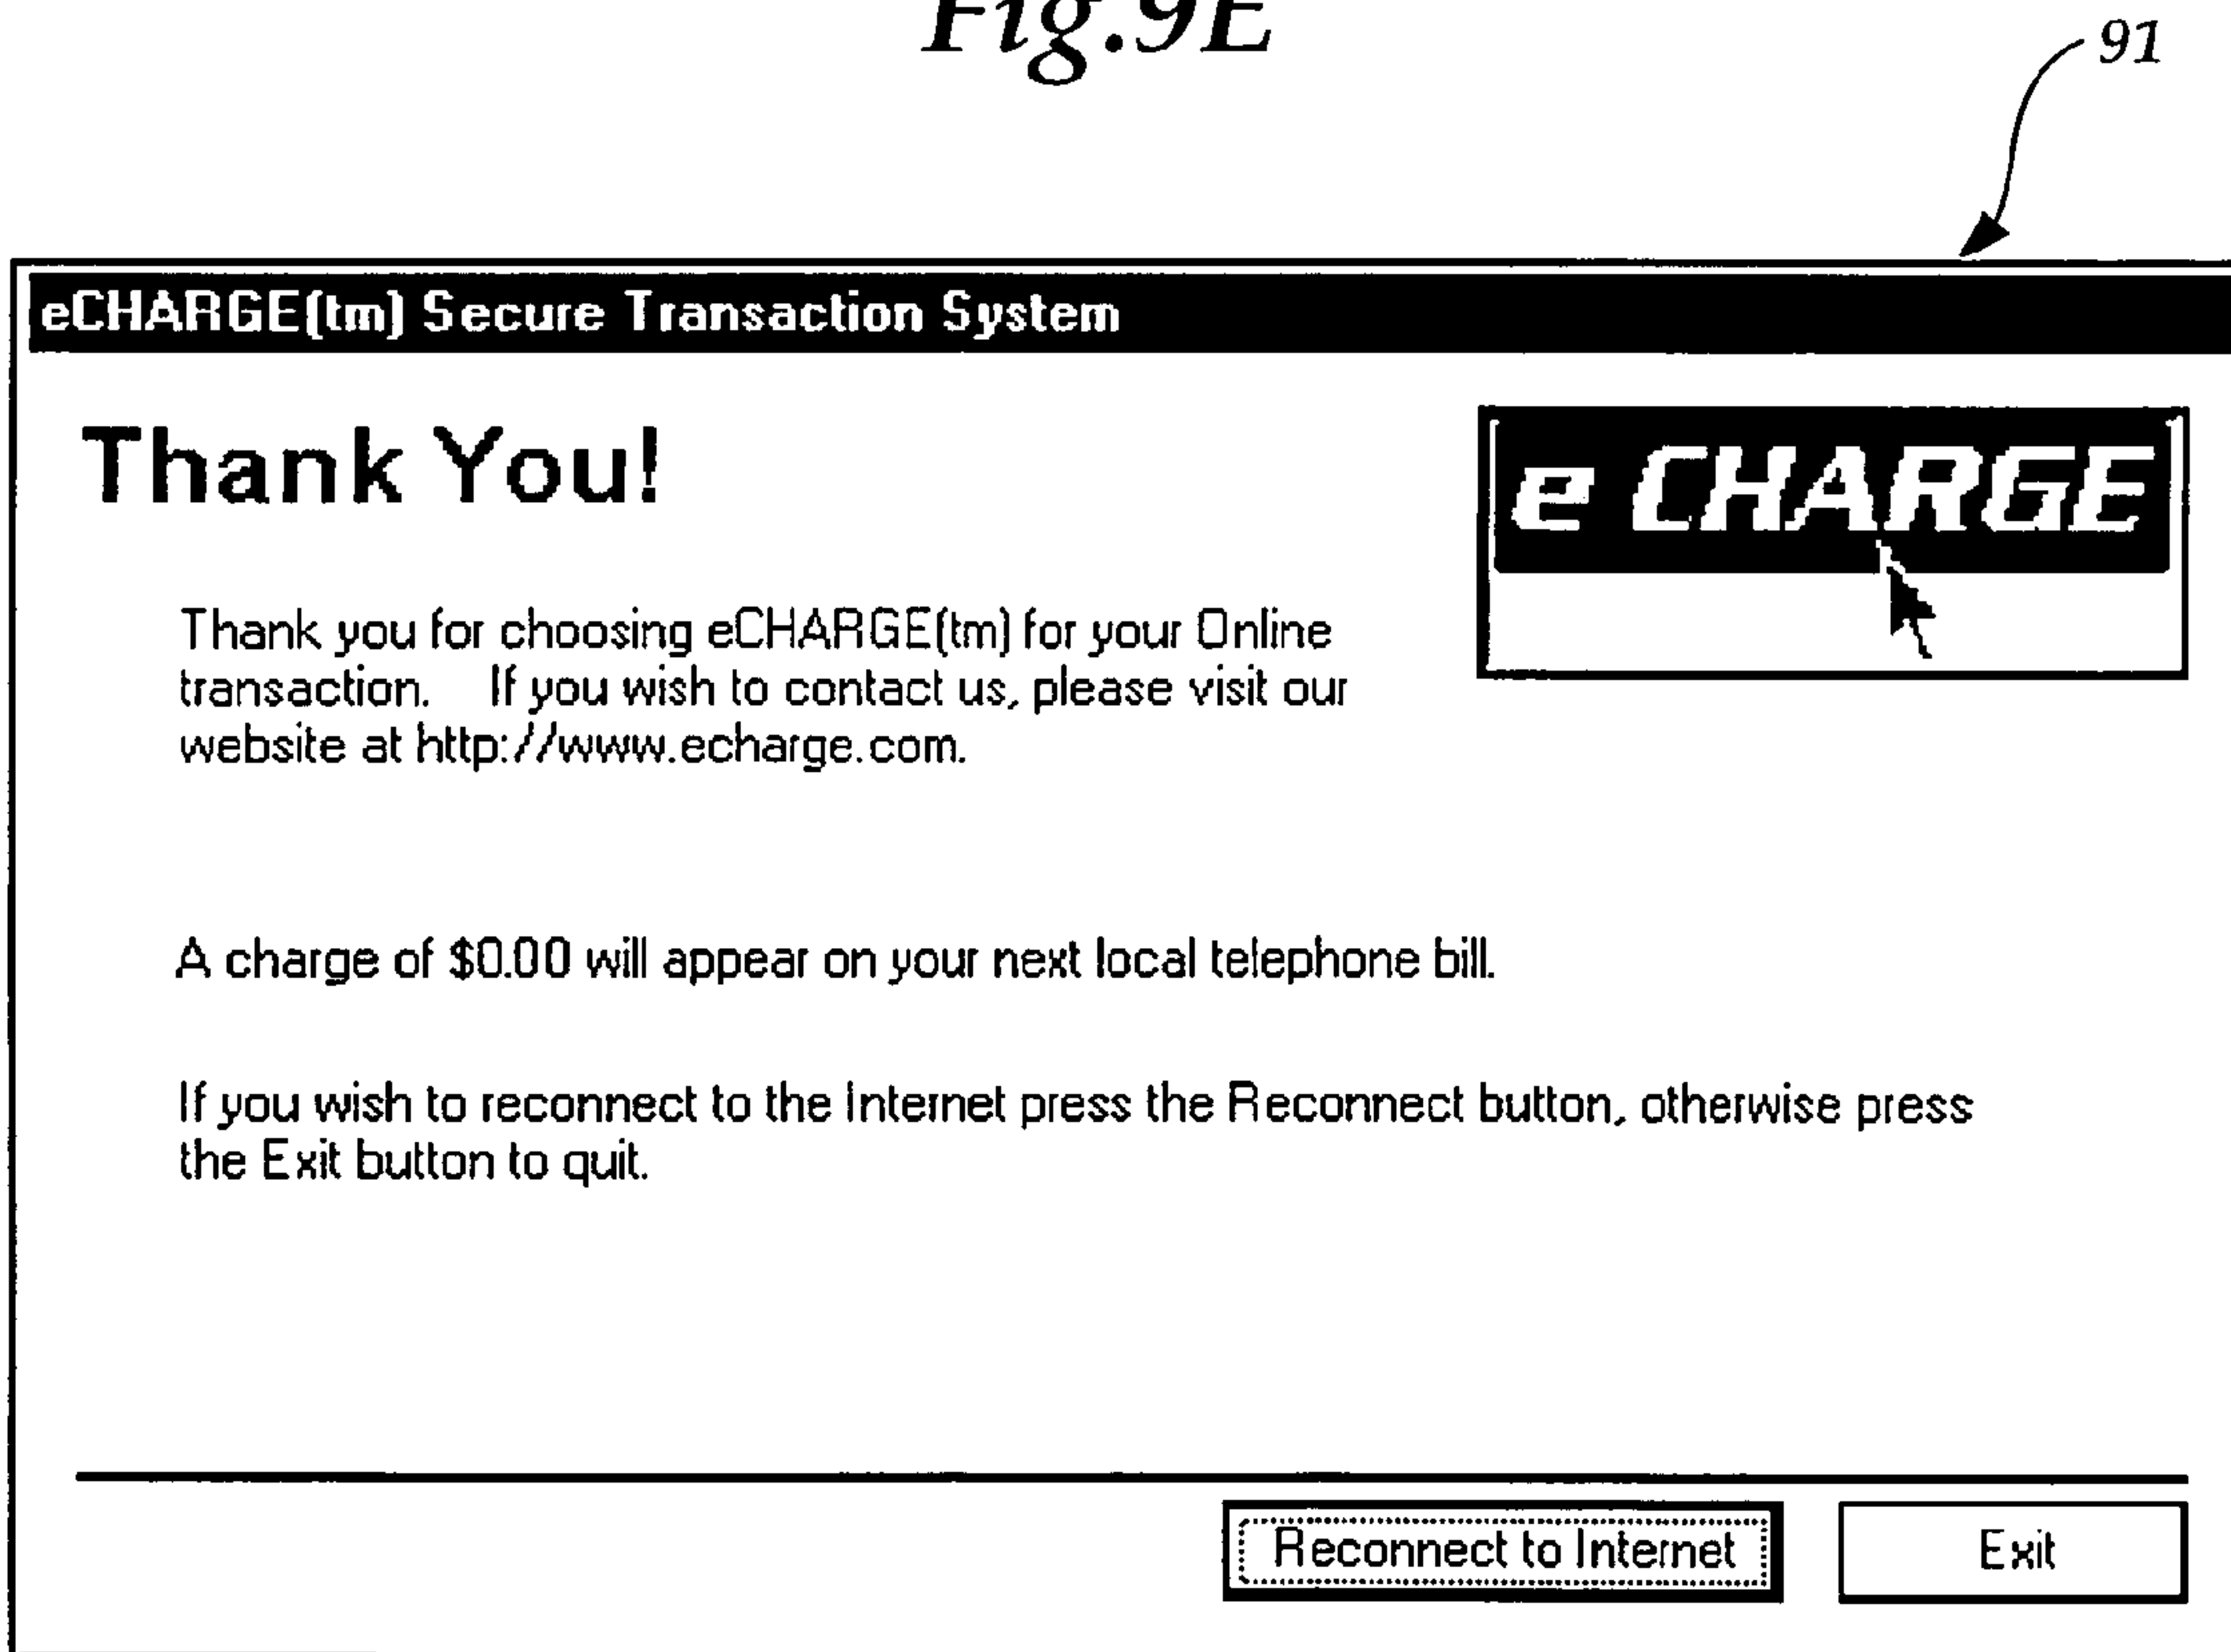 Fig.9E
91
eCHARGE(tm) Secure Transaction System
Thank You!
e CHARGE
Thank you for choosing eCHARGE(tm) for your Online
transaction. If you wish to contact us, please visit our
website at http://www.echarge.com.
A charge of $0.00 will appear on your next local telephone bill.
If you wish to reconnect to the Internet press the Reconnect button, otherwise press
the Exit button to quit.
Reconnect to Internet
Exit